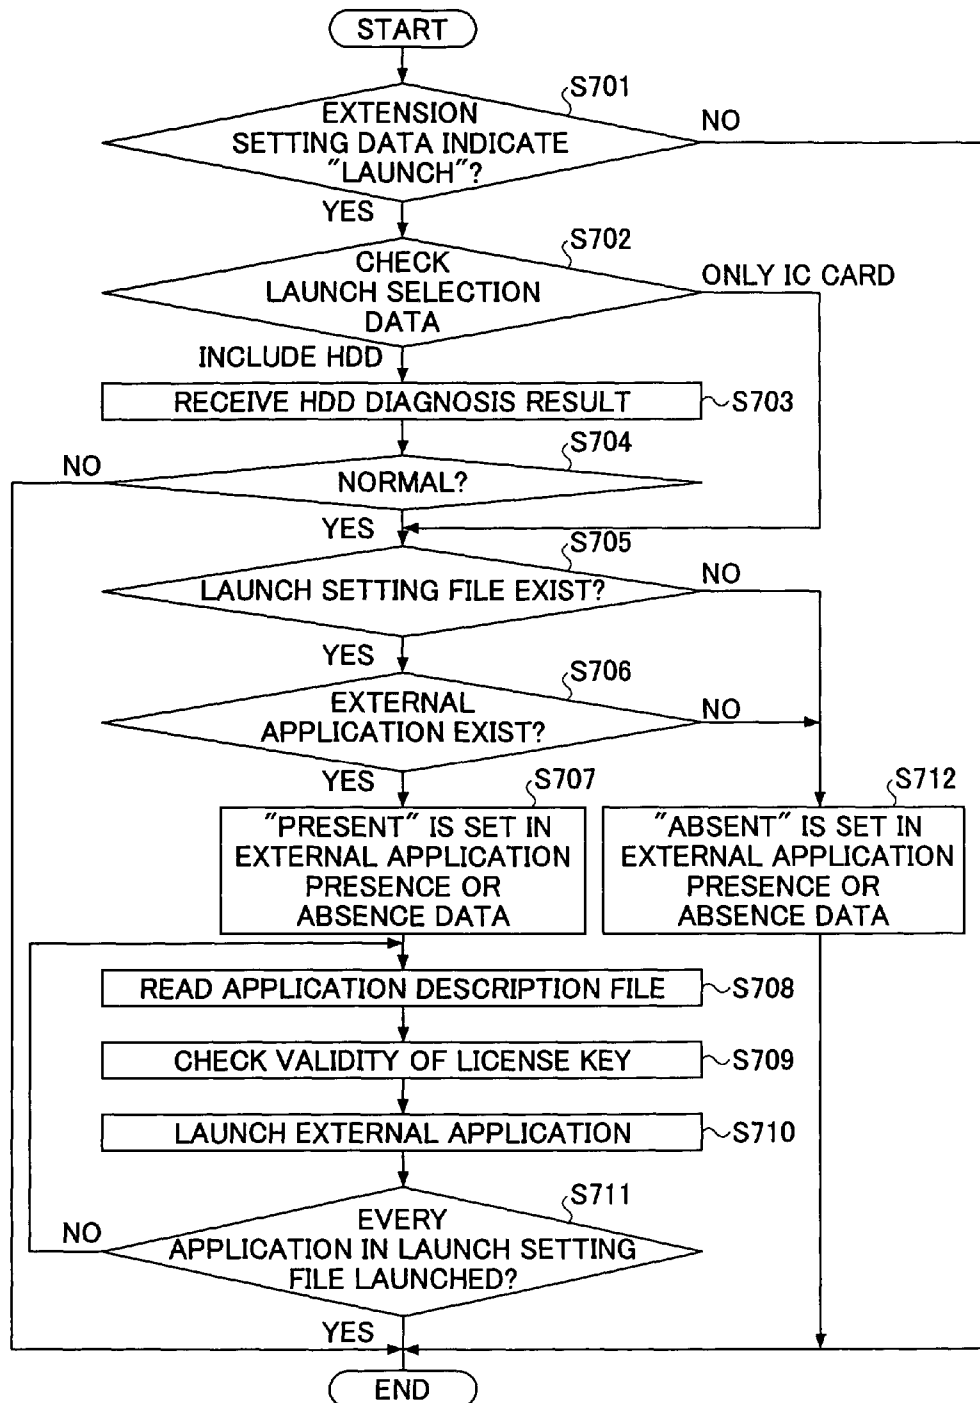 START
S701
EXTENSION
SETTING DATA INDICATE
"LAUNCH"?
NO
YES
S702
CHECK
LAUNCH SELECTION
DATA
ONLY IC CARD
INCLUDE HDD
RECEIVE HDD DIAGNOSIS RESULT
S703
S704
NO
NORMAL?
YES
S705
LAUNCH SETTING FILE EXIST?
NO
YES
S706
EXTERNAL
APPLICATION EXIST?
NO
YES
S707
"PRESENT" IS SET IN
EXTERNAL APPLICATION
PRESENCE OR
ABSENCE DATA
S712
"ABSENT" IS SET IN
EXTERNAL APPLICATION
PRESENCE OR
ABSENCE DATA
READ APPLICATION DESCRIPTION FILE
S708
CHECK VALIDITY OF LICENSE KEY
S709
LAUNCH EXTERNAL APPLICATION
S710
S711
NO
EVERY
APPLICATION IN LAUNCH SETTING
FILE LAUNCHED?
YES
END